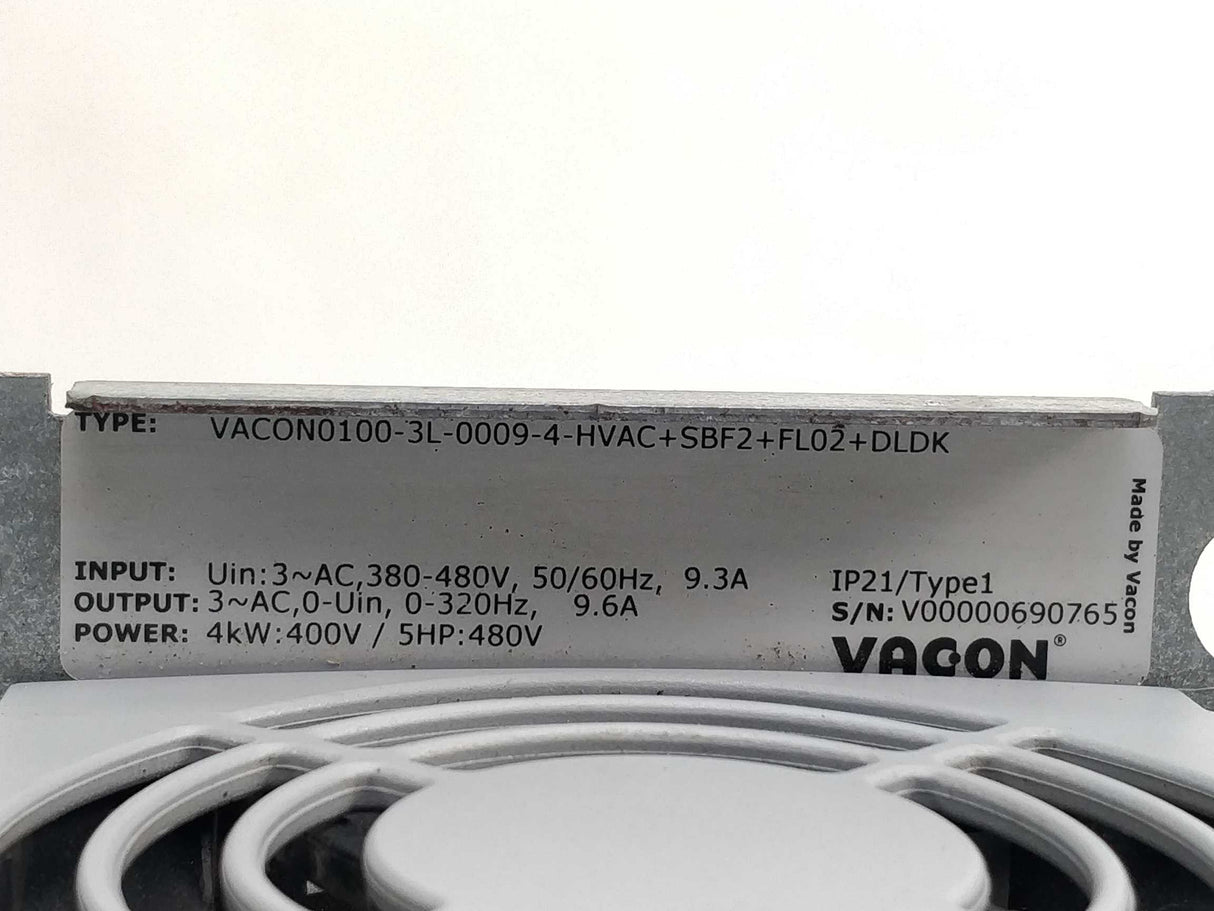 TYPE: VACON0100-3L-0009-4-HVAC+SBF2+FL02+DLDK
INPUT: Uin:3~AC,380-480V, 50/60Hz, 9.3A
OUTPUT: 3~AC,0-Uin, 0-320Hz, 9.6A
POWER: 4kW:400V / 5HP:480V
IP21/Type1
S/N: V00000690765
VACON®
Made by Vacon